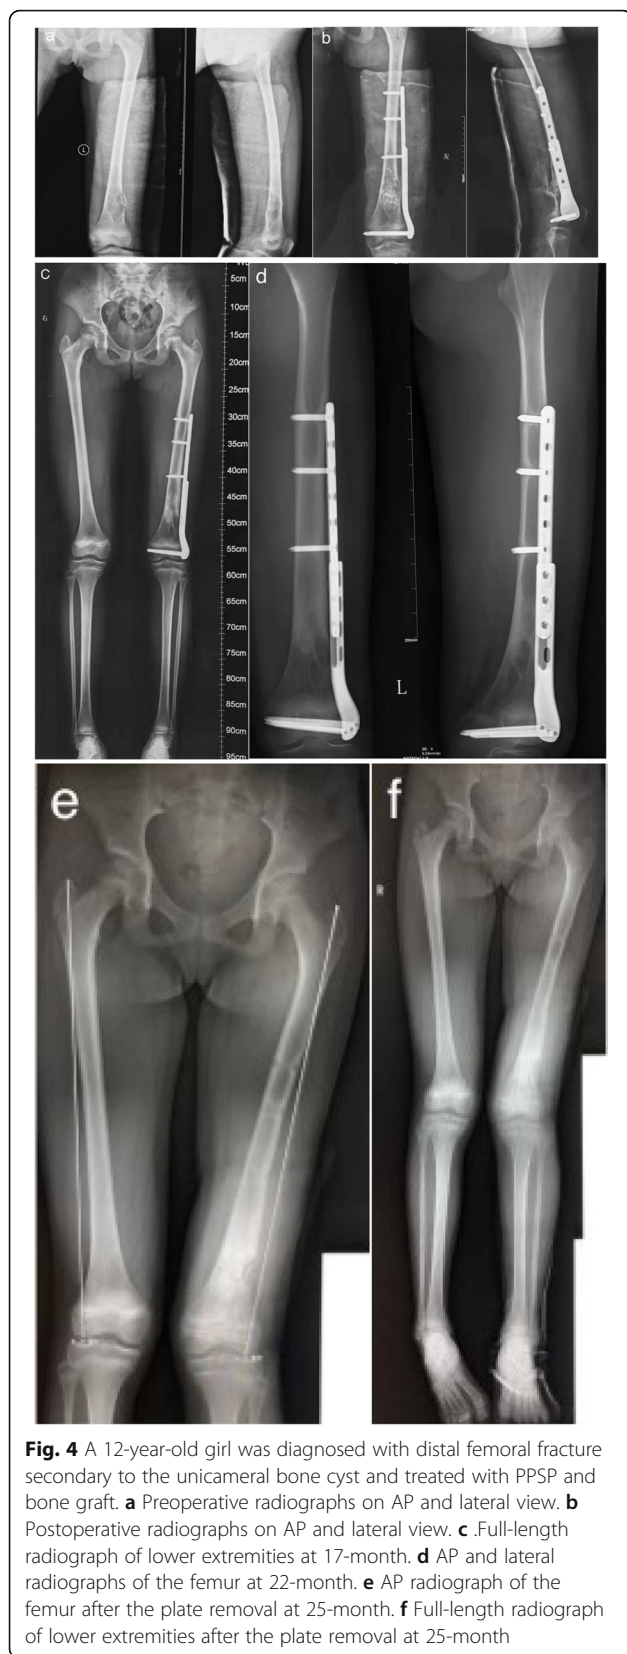 a
b
L
c
5cm
10cm
15cm
20cm
25cm
30cm
35cm
40cm
45cm
50cm
55cm
60cm
65cm
70cm
75cm
80cm
85cm
90cm
95cm
d
L
e
f
Fig. 4 A 12-year-old girl was diagnosed with distal femoral fracture
secondary to the unicameral bone cyst and treated with PPSP and
bone graft. a Preoperative radiographs on AP and lateral view. b
Postoperative radiographs on AP and lateral view. c .Full-length
radiograph of lower extremities at 17-month. d AP and lateral
radiographs of the femur at 22-month. e AP radiograph of the
femur after the plate removal at 25-month. f Full-length radiograph
of lower extremities after the plate removal at 25-month